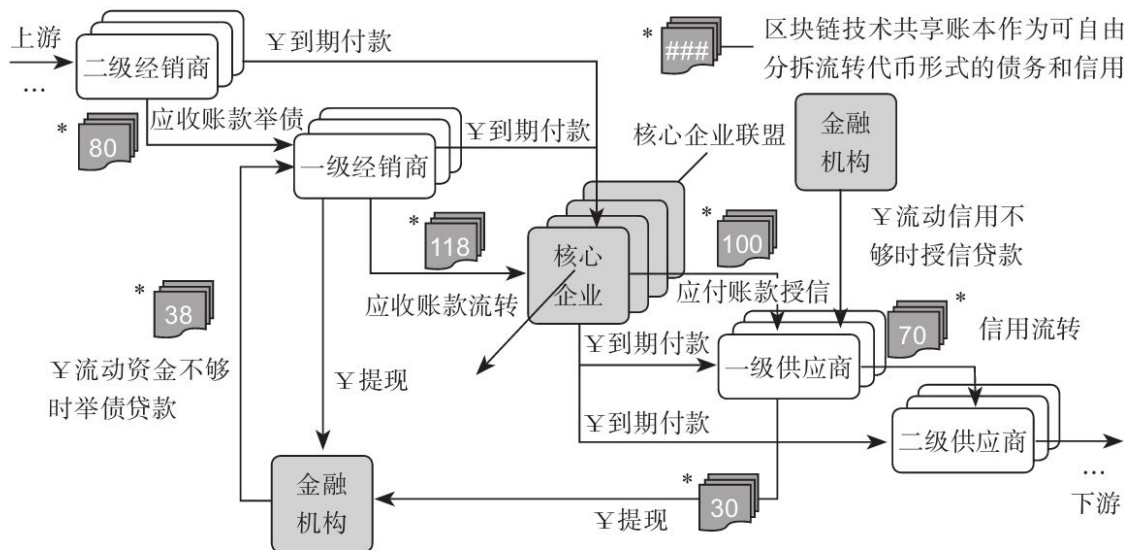 上游
…
二级经销商
¥到期付款
*
###
区块链技术共享账本作为可自由
分拆流转代币形式的债务和信用
*
80
应收账款举债
¥到期付款
一级经销商
核心企业联盟
金融
机构
*
118
*
100
¥流动信用不
够时授信贷款
核心
企业
应收账款流转
应付账款授信
*
38
¥流动资金不够
时举债贷款
¥提现
¥到期付款
一级供应商
70
*
信用流转
¥到期付款
二级供应商
…
下游
金融
机构
*
30
¥提现